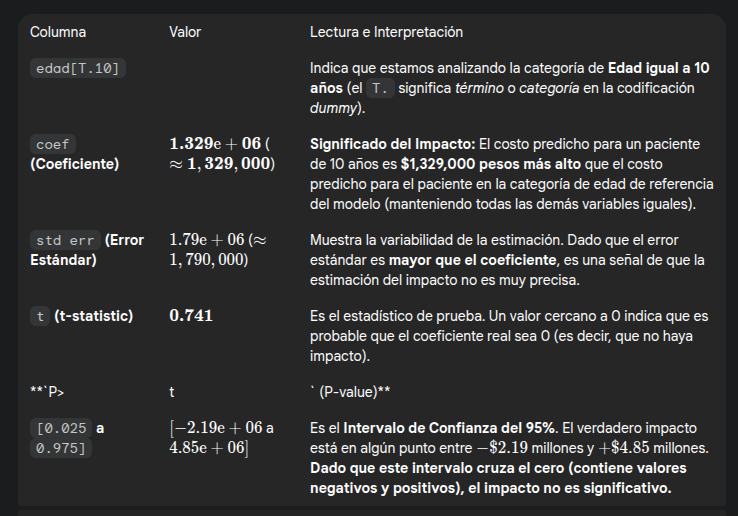 Columna Valor Lectura e Interpretación
edad[T.10] Indica que estamos analizando la categoría de Edad igual a 10
años (el T. significa término o categoría en la codificación
dummy).
coef 1.329e + 06 ( Significado del Impacto: El costo predicho para un paciente
(Coeficiente) ≈ 1, 329, 000) de 10 años es $1,329,000 pesos más alto que el costo
predicho para el paciente en la categoría de edad de referencia
del modelo (manteniendo todas las demás variables iguales).
std err (Error 1.79e + 06 (≈ Muestra la variabilidad de la estimación. Dado que el error
Estándar) 1, 790, 000) estándar es mayor que el coeficiente, es una señal de que la
estimación del impacto no es muy precisa.
t (t-statistic) 0.741 Es el estadístico de prueba. Un valor cercano a 0 indica que es
probable que el coeficiente real sea 0 (es decir, que no haya
impacto).
**`P> t ` (P-value)**
[0.025 a [−2.19e + 06 a Es el Intervalo de Confianza del 95%. El verdadero impacto
0.975] 4.85e + 06] está en algún punto entre −$2.19 millones y +$4.85 millones.
Dado que este intervalo cruza el cero (contiene valores
negativos y positivos), el impacto no es significativo.